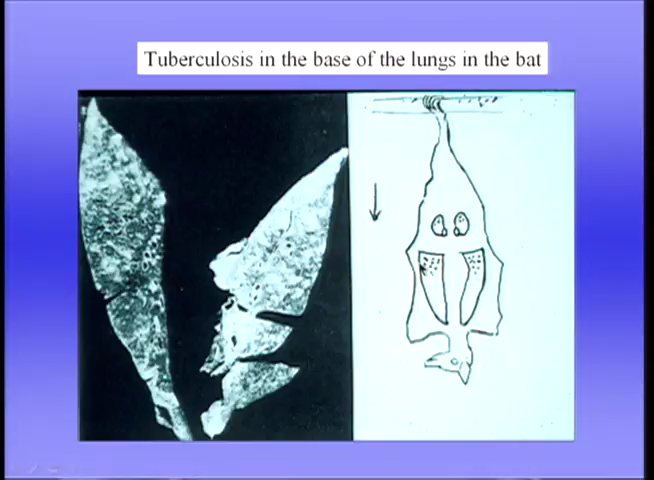 Tuberculosis in the base of the lungs in the bat